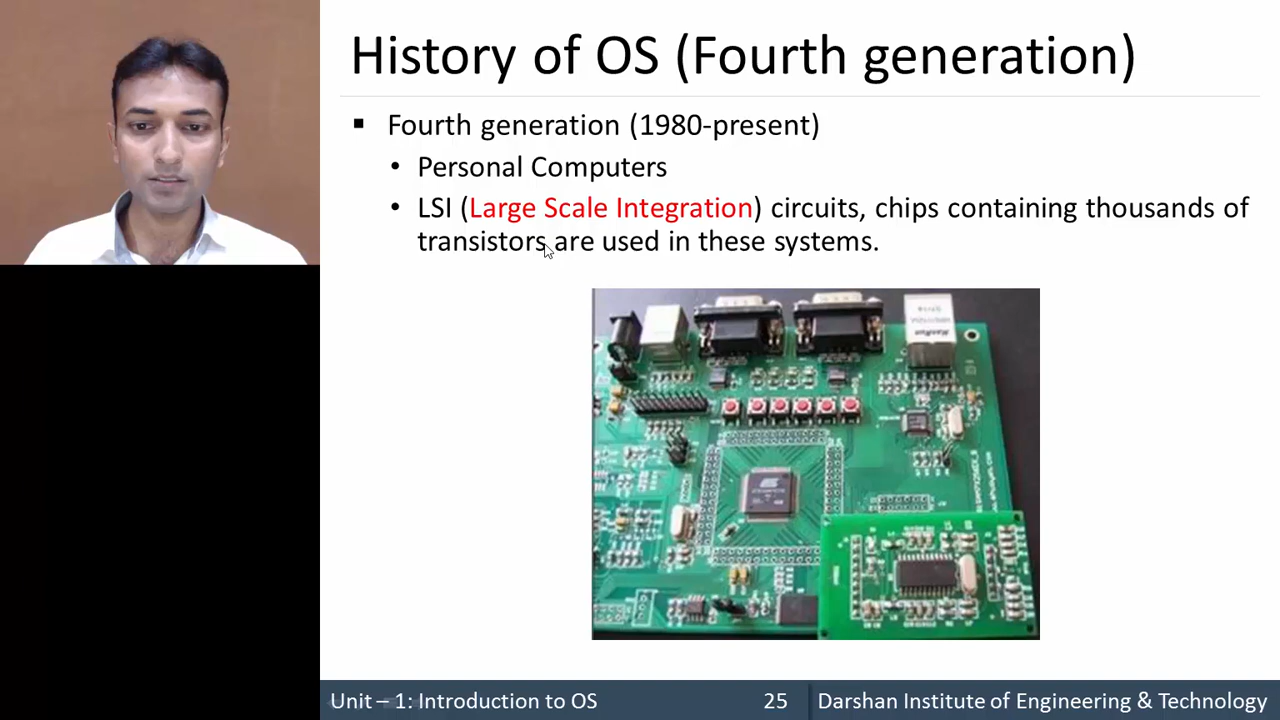 History of OS (Fourth generation)
▪ Fourth generation (1980-present)
• Personal Computers
• LSI (Large Scale Integration) circuits, chips containing thousands of
transistors are used in these systems.
Unit – 1: Introduction to OS
25
Darshan Institute of Engineering & Technology